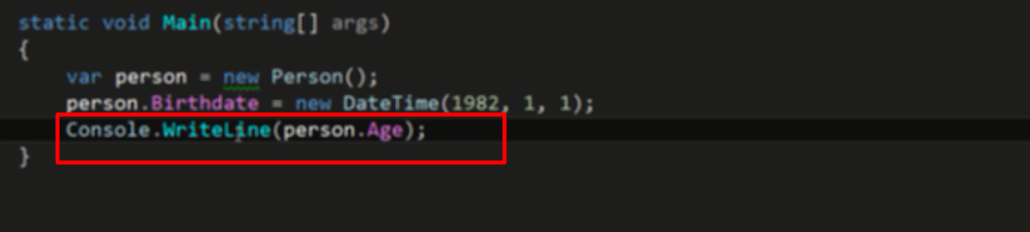 static void Main(string[] args)
{
    var person = new Person();
    person.Birthdate = new DateTime(1982, 1, 1);
    Console.WriteLine(person.Age);
}